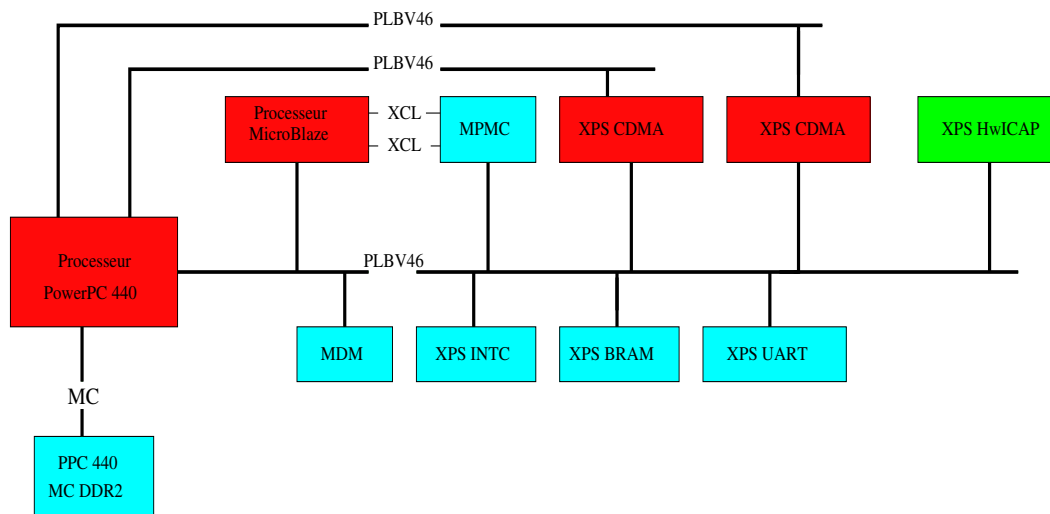 PLBV46
PLBV46
Processeur
MicroBlaze
XCL
XCL
MPMC
XPS CDMA
XPS CDMA
XPS HwICAP
Processeur
PowerPC 440
PLBV46
MDM
XPS INTC
XPS BRAM
XPS UART
MC
PPC 440
MC DDR2